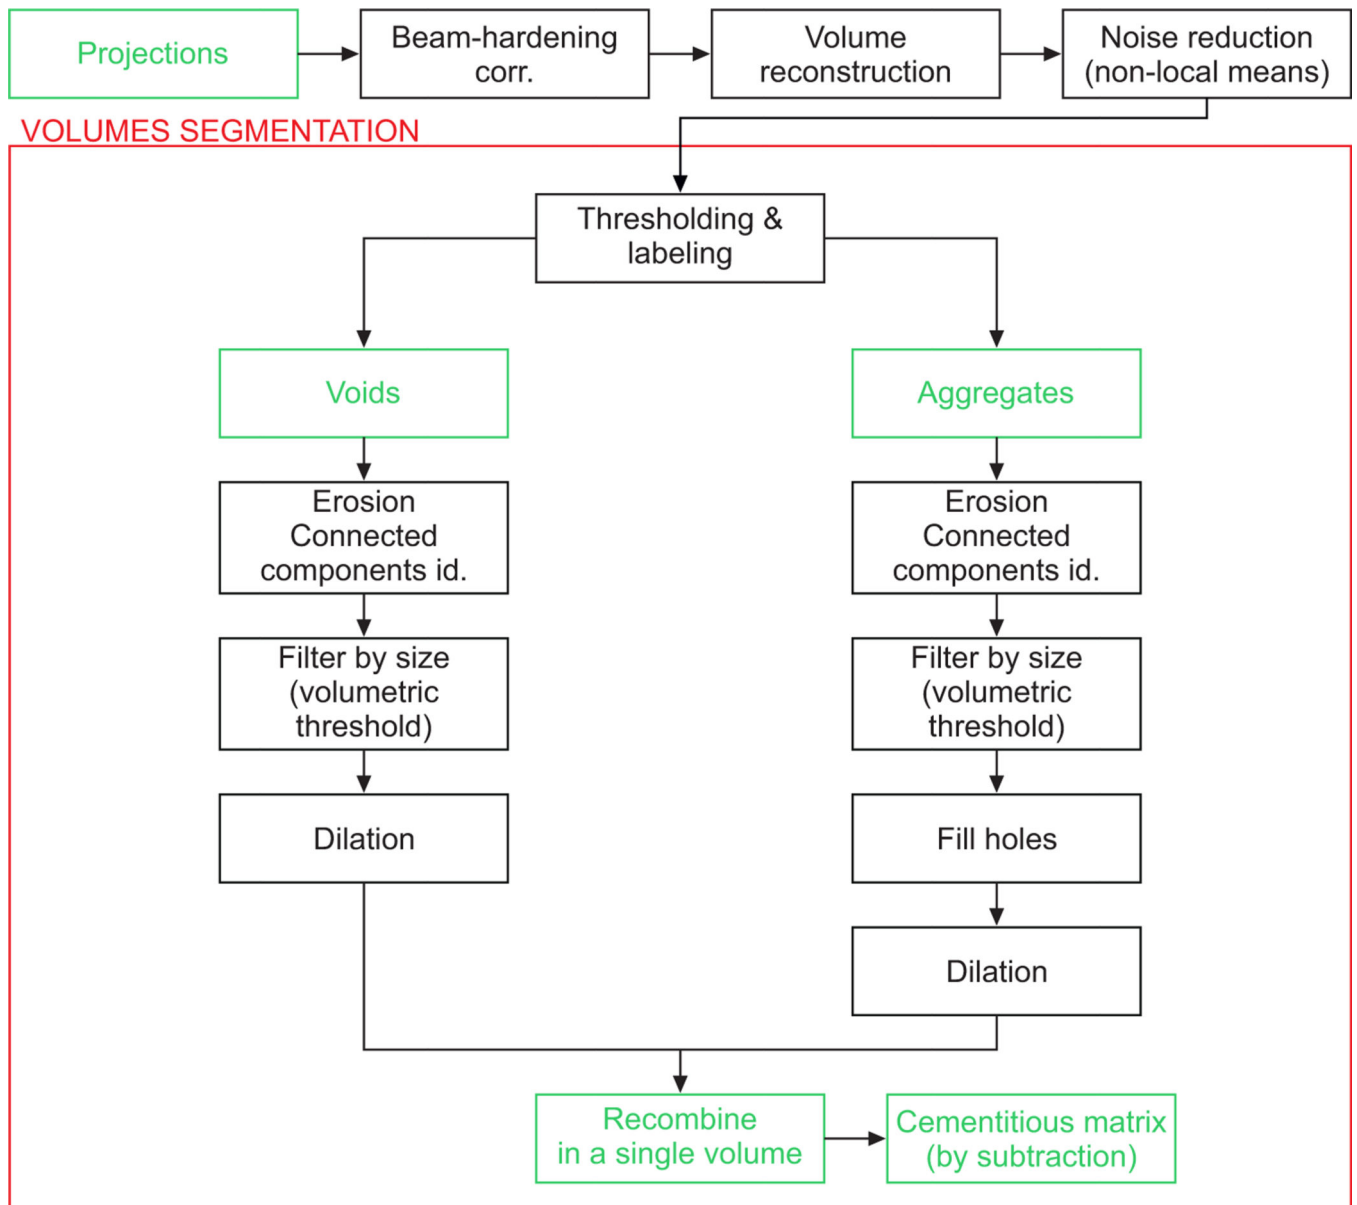 Projections
Beam-hardening
corr.
Volume
reconstruction
Noise reduction
(non-local means)
VOLUMES SEGMENTATION
Thresholding &
labeling
Voids
Aggregates
Erosion
Connected
components id.
Erosion
Connected
components id.
Filter by size
(volumetric
threshold)
Filter by size
(volumetric
threshold)
Dilation
Fill holes
Dilation
Recombine
in a single volume
Cementitious matrix
(by subtraction)